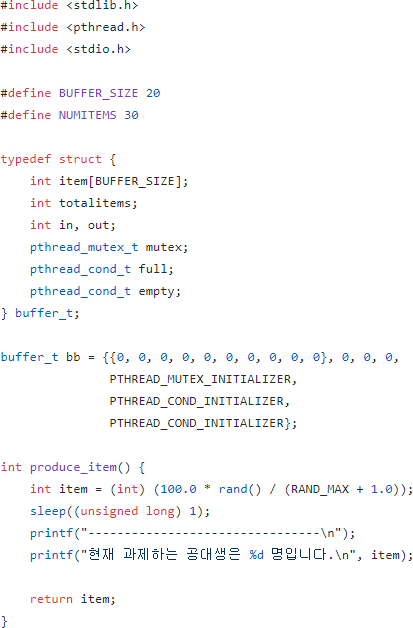 #include <stdlib.h>
#include <pthread.h>
#include <stdio.h>

#define BUFFER_SIZE 20
#define NUMITEMS 30

typedef struct {
    int item[BUFFER_SIZE];
    int totalitems;
    int in, out;
    pthread_mutex_t mutex;
    pthread_cond_t full;
    pthread_cond_t empty;
} buffer_t;

buffer_t bb = {{0, 0, 0, 0, 0, 0, 0, 0, 0, 0}, 0, 0, 0,
               PTHREAD_MUTEX_INITIALIZER,
               PTHREAD_COND_INITIALIZER,
               PTHREAD_COND_INITIALIZER};

int produce_item() {
    int item = (int) (100.0 * rand() / (RAND_MAX + 1.0));
    sleep((unsigned long) 1);
    printf("--------------------------------\n");
    printf("현재 과제하는 공대생은 %d 명입니다.\n", item);

    return item;
}